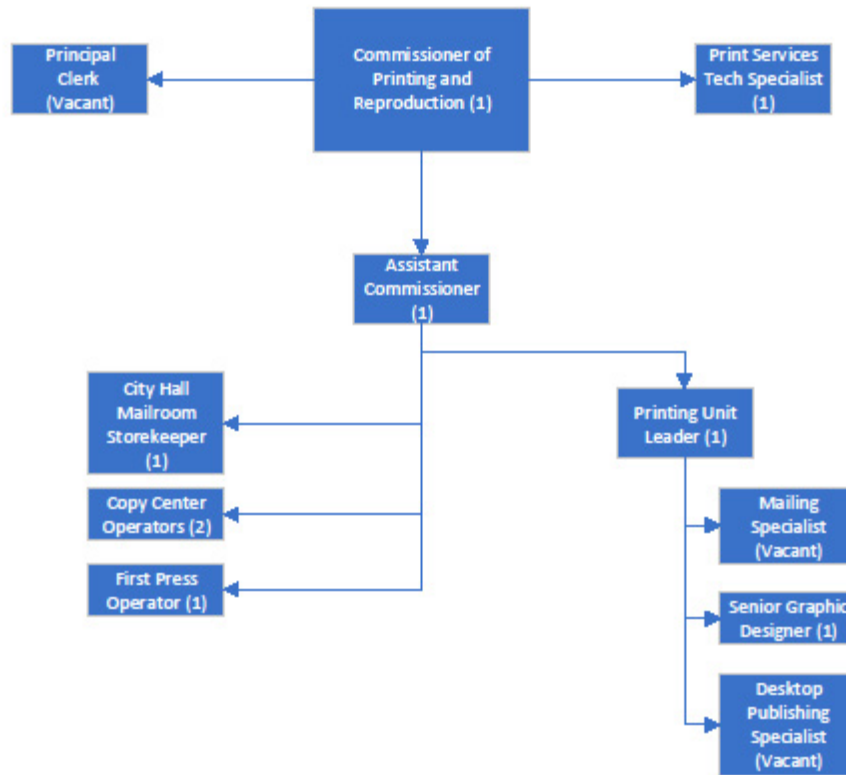 Principal
Clerk
(Vacant)
Commissioner of
Printing and
Reproduction (1)
Print Services
Tech Specialist
(1)
Assistant
Commissioner
(1)
City Hall
Mailroom
Storekeeper
(1)
Copy Center
Operators (2)
First Press
Operator (1)
Printing Unit
Leader (1)
Mailing
Specialist
(Vacant)
Senior Graphic
Designer (1)
Desktop
Publishing
Specialist
(Vacant)